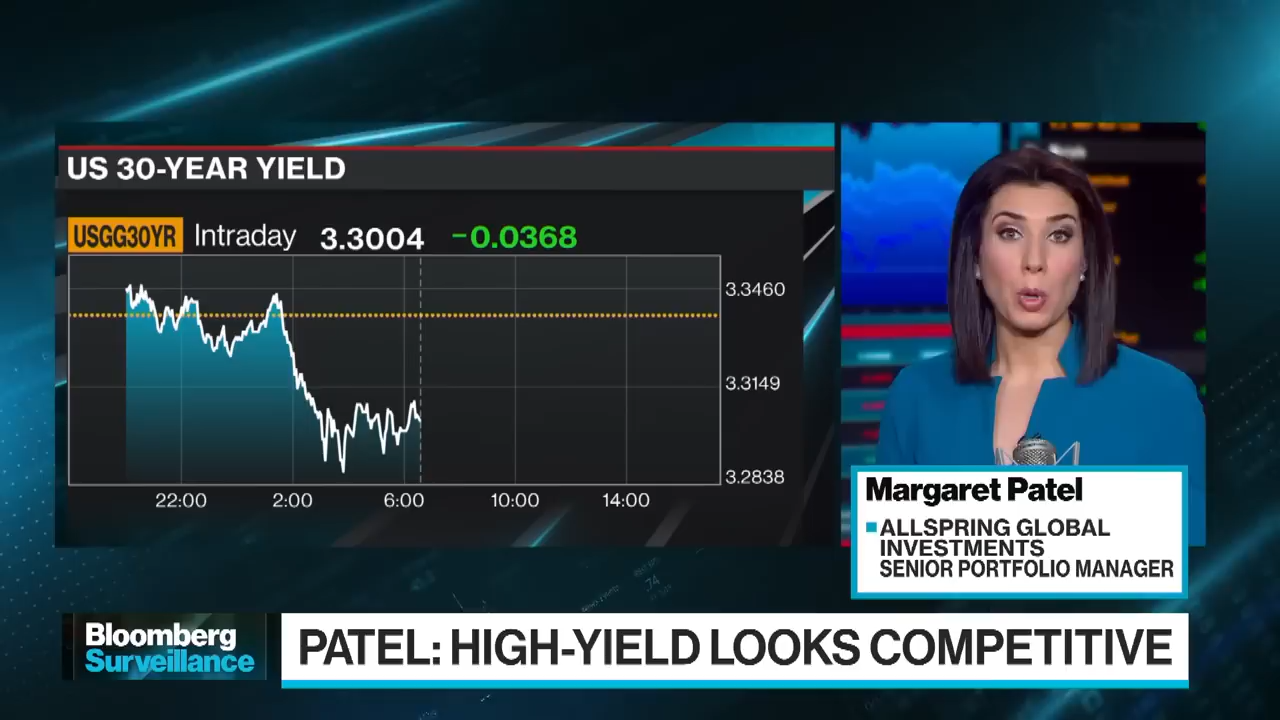 US 30-YEAR YIELD
USGG30YR Intraday 3.3004 -0.0368
3.3460
3.3149
3.2838
22:00 2:00 6:00 10:00 14:00
Margaret Patel
ALLSPRING GLOBAL
INVESTMENTS
SENIOR PORTFOLIO MANAGER
Bloomberg
Surveillance
PATEL: HIGH-YIELD LOOKS COMPETITIVE